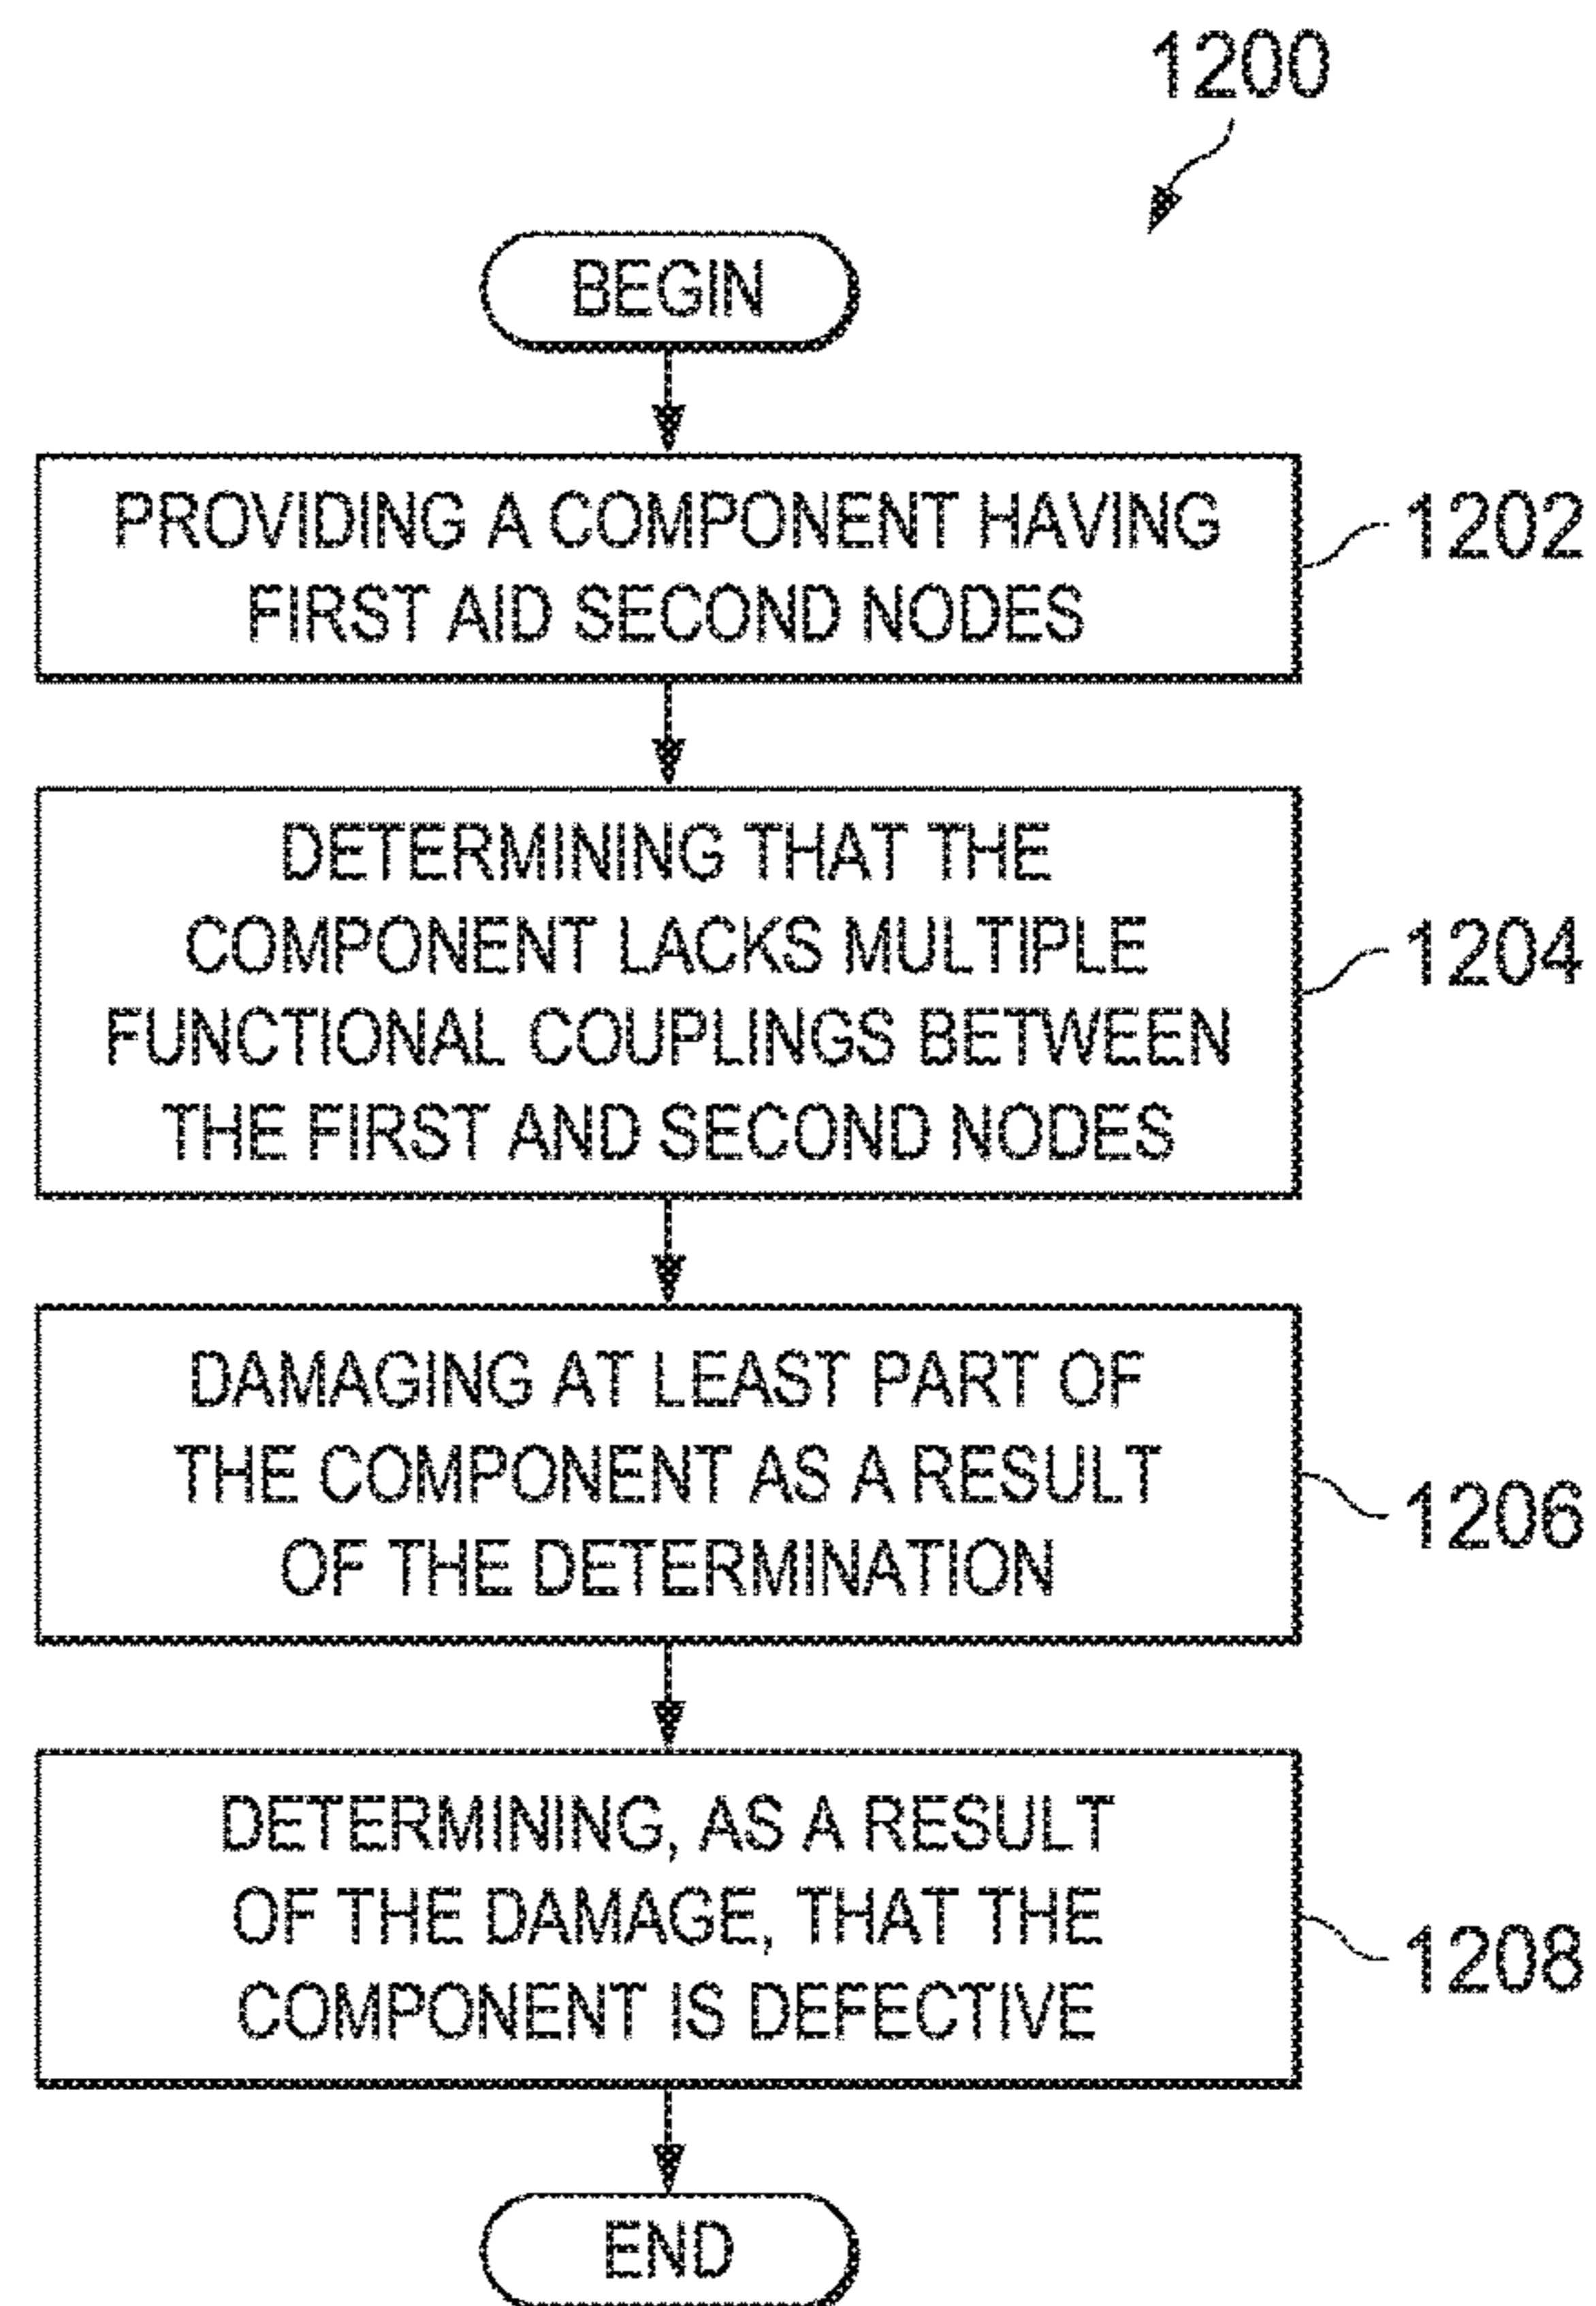 1200
BEGIN
PROVIDING A COMPONENT HAVING
FIRST AID SECOND NODES
1202
DETERMINING THAT THE
COMPONENT LACKS MULTIPLE
FUNCTIONAL COUPLINGS BETWEEN
THE FIRST AND SECOND NODES
1204
DAMAGING AT LEAST PART OF
THE COMPONENT AS A RESULT
OF THE DETERMINATION
1206
DETERMINING, AS A RESULT
OF THE DAMAGE, THAT THE
COMPONENT IS DEFECTIVE
1208
END